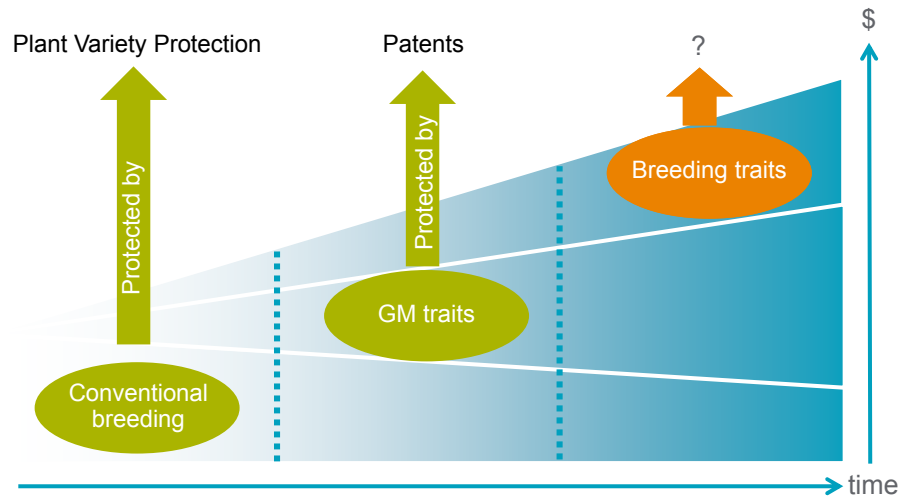 $
Plant Variety Protection
Patents
?
Protected by
Protected by
Breeding traits
GM traits
Conventional
breeding
time